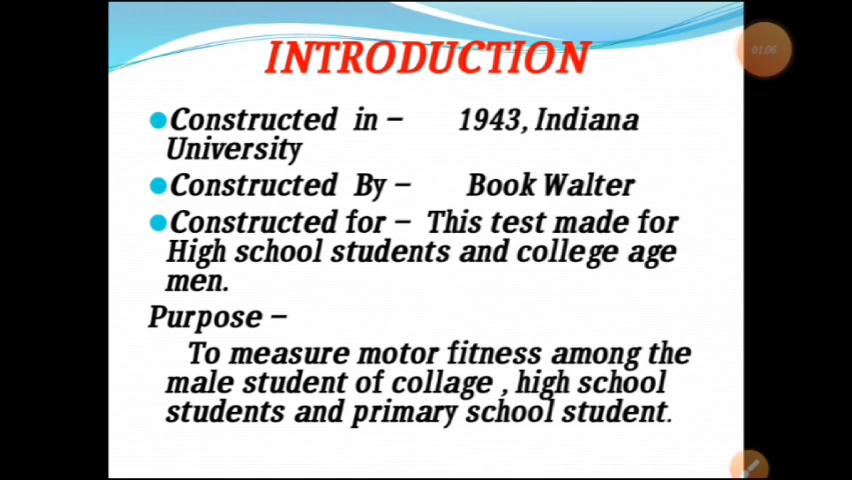 INTRODUCTION
01:06
Constructed in – 1943, Indiana
University
Constructed By – Book Walter
Constructed for – This test made for
High school students and college age
men.
Purpose –
To measure motor fitness among the
male student of collage , high school
students and primary school student.